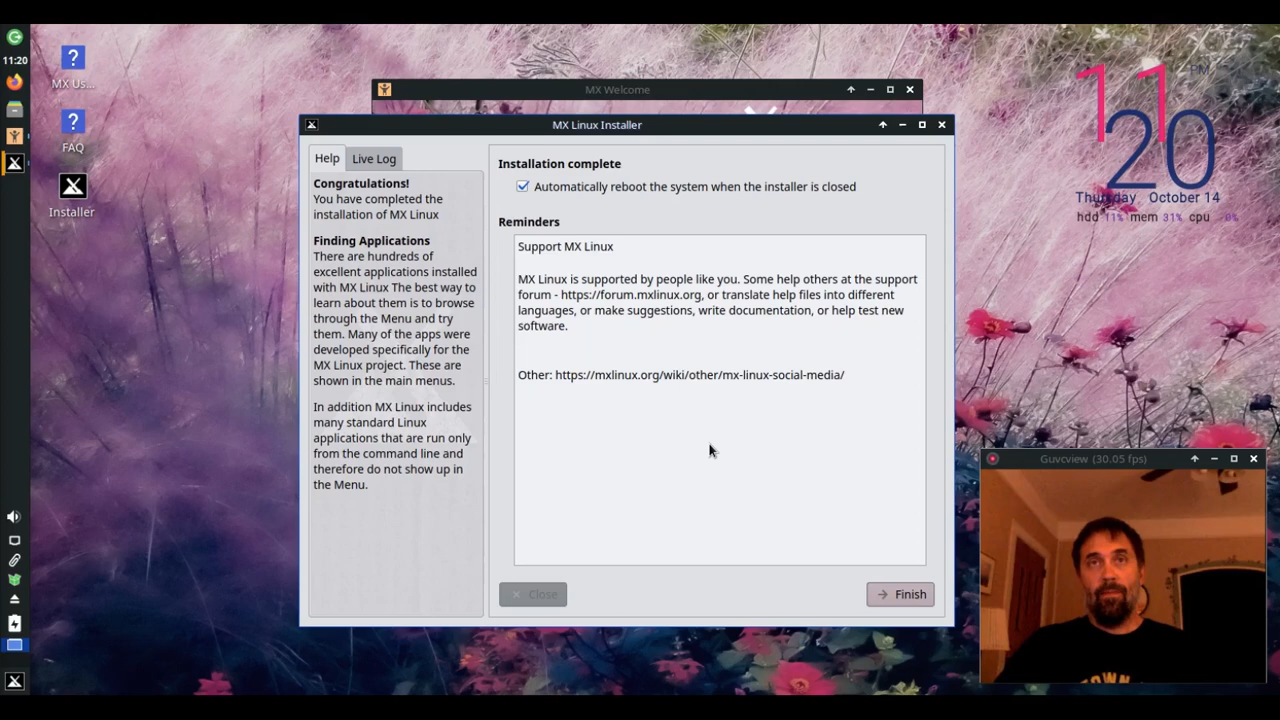 11:20
MX Us...
FAQ
Installer
MX Welcome
MX Linux Installer
Help
Live Log
Congratulations!
You have completed the
installation of MX Linux
Finding Applications
There are hundreds of
excellent applications installed
with MX Linux The best way to
learn about them is to browse
through the Menu and try
them. Many of the apps were
developed specifically for the
MX Linux project. These are
shown in the main menus.
In addition MX Linux includes
many standard Linux
applications that are run only
from the command line and
therefore do not show up in
the Menu.
Installation complete
Automatically reboot the system when the installer is closed
Reminders
Support MX Linux
MX Linux is supported by people like you. Some help others at the support
forum - https://forum.mxlinux.org, or translate help files into different
languages, or make suggestions, write documentation, or help test new
software.
Other: https://mxlinux.org/wiki/other/mx-linux-social-media/
Close
Finish
11 PM
20
Thursday October 14
hdd 11% mem 31% cpu
Guvcview (30.05 fps)